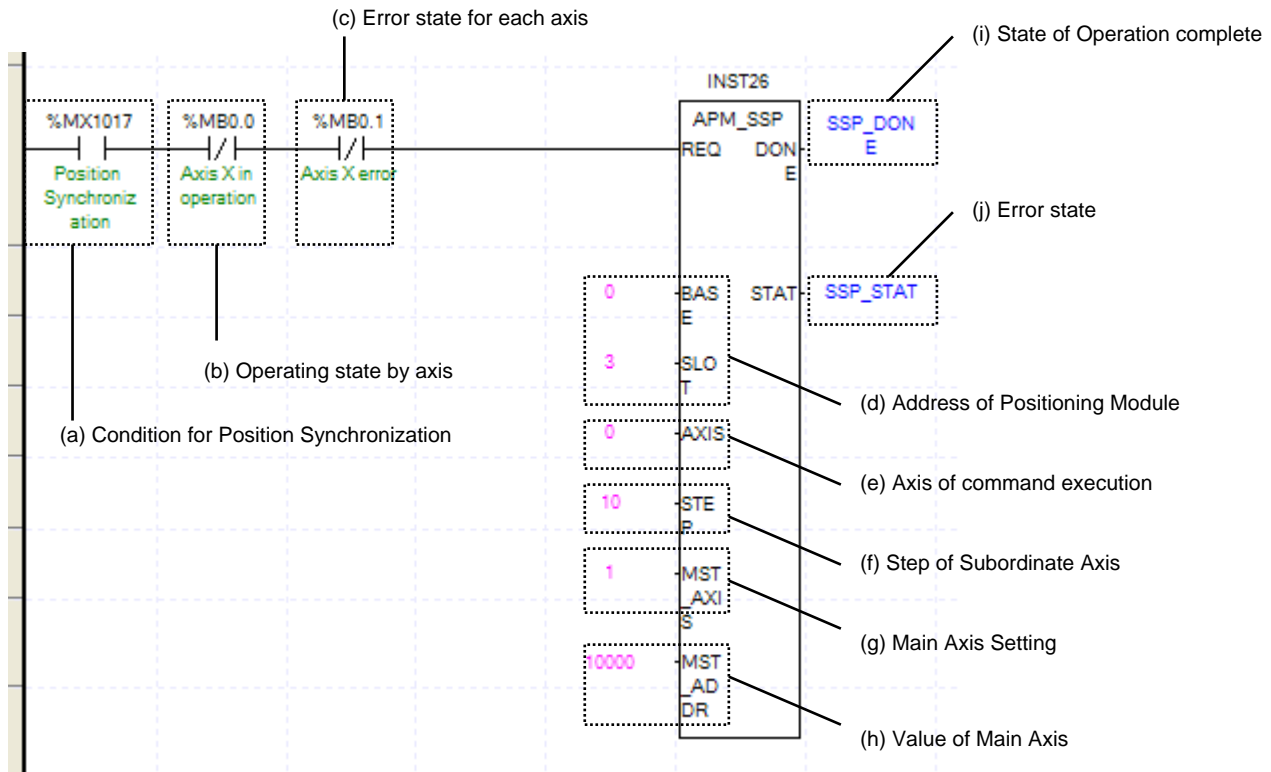 (c) Error state for each axis
(i) State of Operation complete
INST26
%MX1017
%MB0.0
%MB0.1
APM_SSP
SSP_DON
E
REQ
DON
E
Position
Synchroniz
ation
Axis X in
operation
Axis X error
(j) Error state
0
BAS
E
STAT
SSP_STAT
(b) Operating state by axis
3
SLO
T
(d) Address of Positioning Module
(a) Condition for Position Synchronization
0
AXIS
(e) Axis of command execution
10
STE
P
(f) Step of Subordinate Axis
1
MST
_AXI
S
(g) Main Axis Setting
10000
MST
_AD
DR
(h) Value of Main Axis